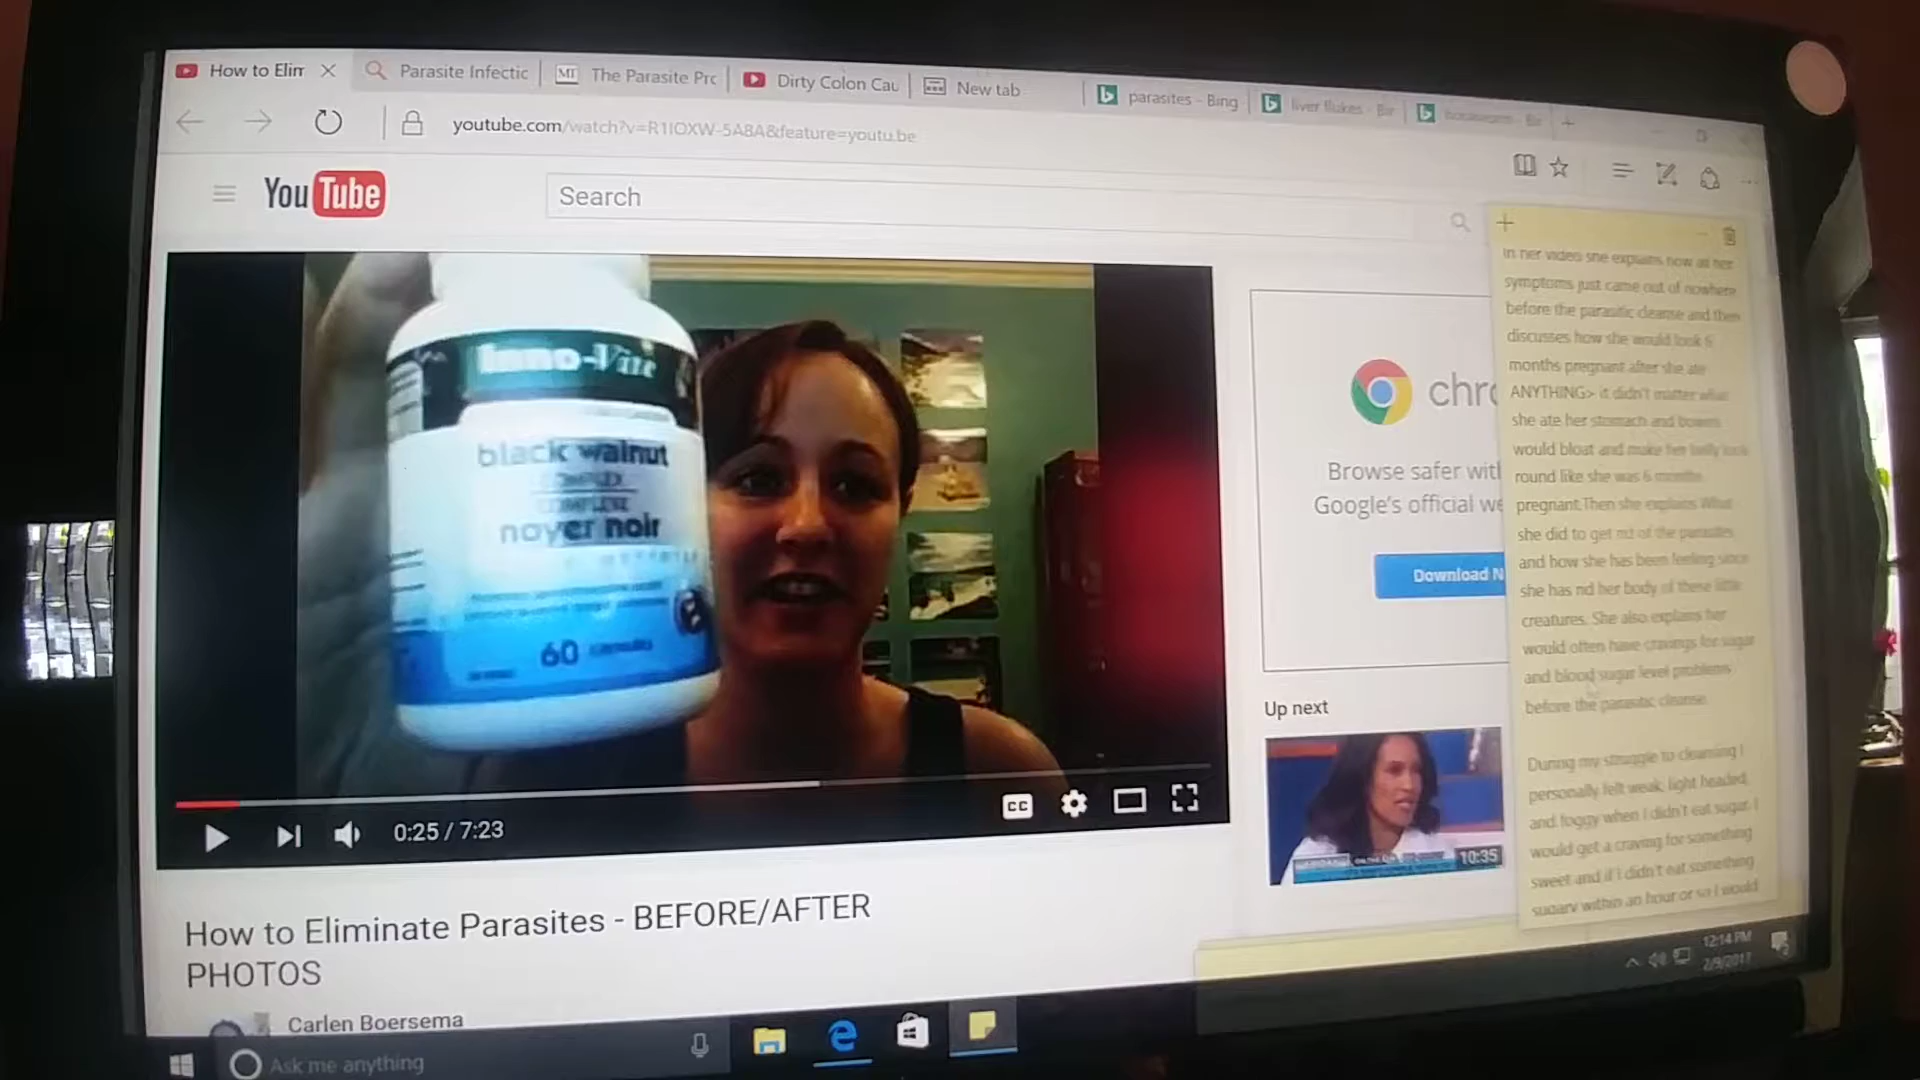 How to Elim
Parasite Infectic
MI
The Parasite Prc
Dirty Colon Cau
New tab
parasites - Bing
liver flukes - Bir
youtube.com/watch?v=R1IOXW-5A8A&feature=youtu.be
YouTube
Search
Inno-Vite
black walnut
COMPLEX
COMPLEXE
noyer noir
60 capsules
CC
0:25 / 7:23
How to Eliminate Parasites - BEFORE/AFTER
PHOTOS
Carlen Boersema
chro
Browse safer with
Google's official we
Download N
Up next
10:35
In her video she explains how all her
symptoms just came out of nowhere
before the parasitic cleanse and then
discusses how she would look 6
months pregnant after she ate
ANYTHING> it didn't matter what
she ate her stomach and bowels
would bloat and make her belly look
round like she was 6 months
pregnant.Then she explains What
she did to get rid of the parasites
and how she has been feeling since
she has rid her body of these little
creatures. She also explains her
would often have cravings for sugar
and blood sugar level problems
before the parasitic cleanse.
During my struggle to cleansing I
personally felt weak, light headed,
and foggy when I didn't eat sugar. I
would get a craving for something
sweet and if I didn't eat something
sugary within an hour or so I would
12:14 PM
2/9/2017
Ask me anything